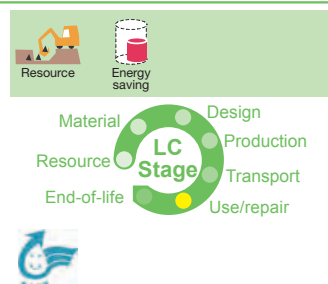 Resource
Energy
saving
Design
Material
Production
LC
Stage
Resource
Transport
End-of-life
Use/repair